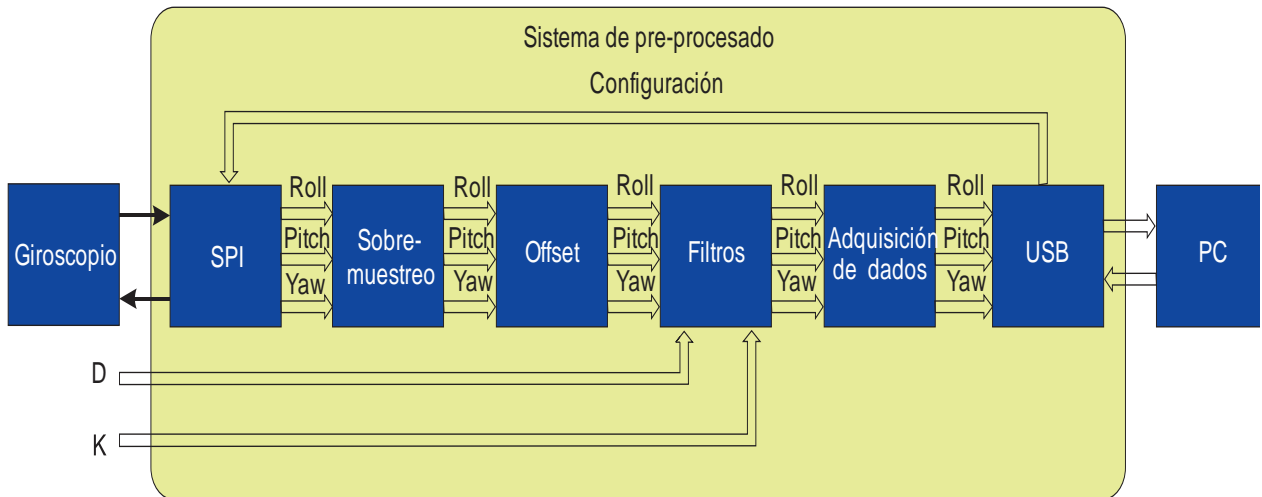 Sistema de pre-procesado
Configuración
Roll Roll Roll Roll Roll
Giroscopio
SPI
Pitch
Sobre-
muestreo
Pitch
Offset
Pitch
Filtros
Pitch
Adquisición
de dados
Pitch
USB
PC
Yaw Yaw Yaw Yaw Yaw
D
K